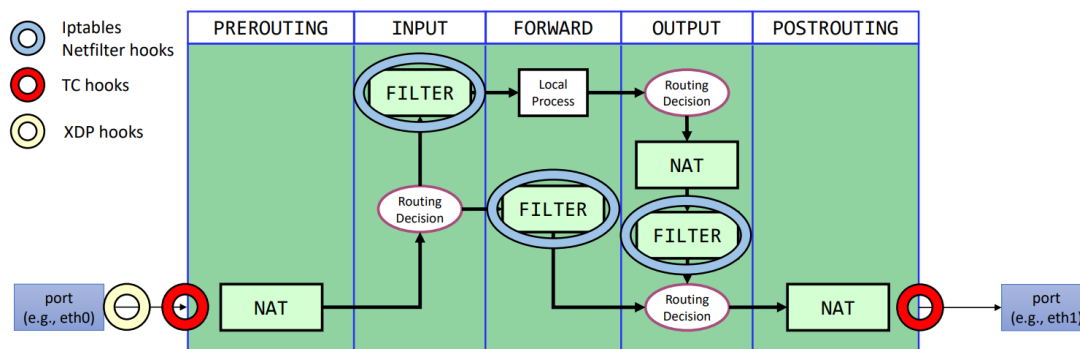 Iptables
Netfilter hooks
TC hooks
XDP hooks
PREROUTING
INPUT
FORWARD
OUTPUT
POSTROUTING
FILTER
Local
Process
Routing
Decision
NAT
Routing
Decision
FILTER
FILTER
port
(e.g., eth0)
NAT
Routing
Decision
NAT
port
(e.g., eth1)